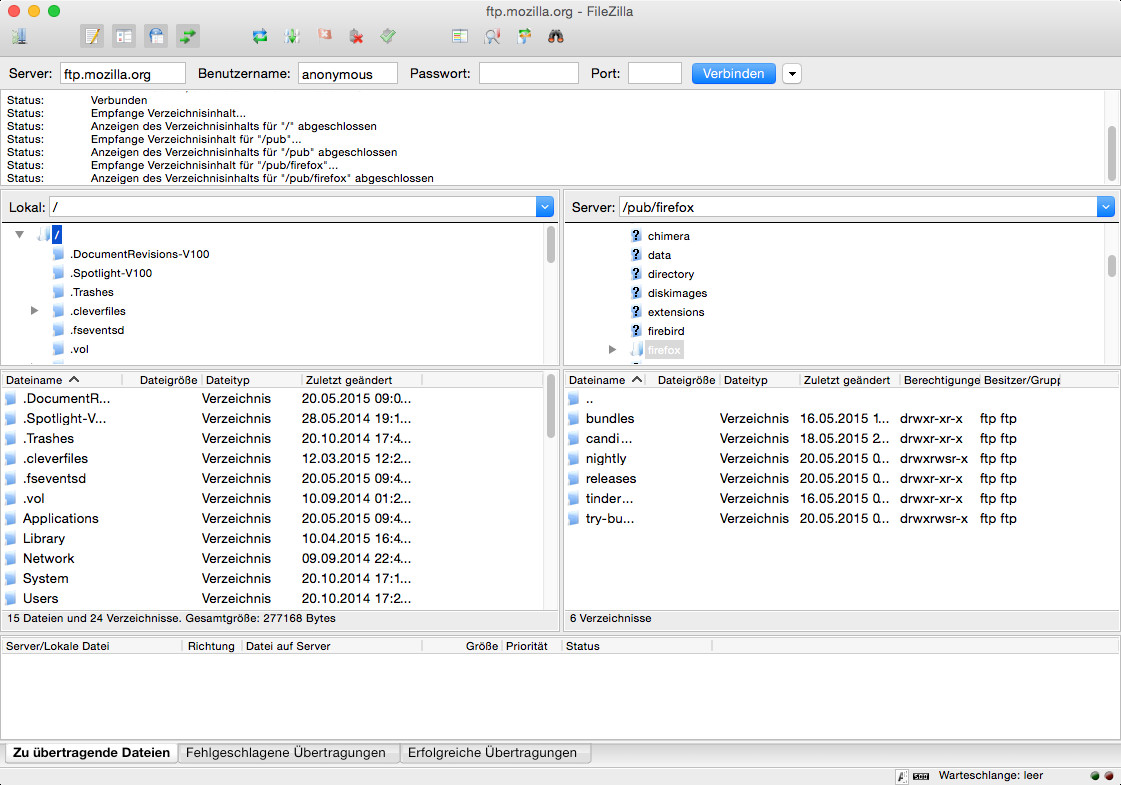 ftp.mozilla.org - FileZilla
Server: ftp.mozilla.org Benutzername: anonymous Passwort: Port: Verbinden
Status: Verbunden
Status: Empfange Verzeichnisinhalt...
Status: Anzeigen des Verzeichnisinhalts für "/" abgeschlossen
Status: Empfange Verzeichnisinhalt für "/pub"...
Status: Anzeigen des Verzeichnisinhalts für "/pub" abgeschlossen
Status: Empfange Verzeichnisinhalt für "/pub/firefox"...
Status: Anzeigen des Verzeichnisinhalts für "/pub/firefox" abgeschlossen
Lokal: /
/
.DocumentRevisions-V100
.Spotlight-V100
.Trashes
.cleverfiles
.fseventsd
.vol
Dateiname Dateigröße Dateityp Zuletzt geändert
.DocumentR... Verzeichnis 20.05.2015 09:0...
.Spotlight-V... Verzeichnis 28.05.2014 19:1...
.Trashes Verzeichnis 20.10.2014 17:4...
.cleverfiles Verzeichnis 12.03.2015 12:2...
.fseventsd Verzeichnis 20.05.2015 09:4...
.vol Verzeichnis 10.09.2014 01:2...
Applications Verzeichnis 20.05.2015 09:4...
Library Verzeichnis 10.04.2015 16:4...
Network Verzeichnis 09.09.2014 22:4...
System Verzeichnis 20.10.2014 17:1...
Users Verzeichnis 20.10.2014 17:2...
15 Dateien und 24 Verzeichnisse. Gesamtgröße: 277168 Bytes
Server: /pub/firefox
? chimera
? data
? directory
? diskimages
? extensions
? firebird
firefox
Dateiname Dateigröße Dateityp Zuletzt geändert Berechtigunge Besitzer/Grupp
..
bundles Verzeichnis 16.05.2015 1... drwxr-xr-x ftp ftp
candi... Verzeichnis 18.05.2015 2... drwxr-xr-x ftp ftp
nightly Verzeichnis 20.05.2015 0... drwxrwsr-x ftp ftp
releases Verzeichnis 20.05.2015 0... drwxr-xr-x ftp ftp
tinder... Verzeichnis 16.05.2015 0... drwxr-xr-x ftp ftp
try-bu... Verzeichnis 20.05.2015 0... drwxrwsr-x ftp ftp
6 Verzeichnisse
Server/Lokale Datei Richtung Datei auf Server Größe Priorität Status
Zu übertragende Dateien Fehlgeschlagene Übertragungen Erfolgreiche Übertragungen
Warteschlange: leer